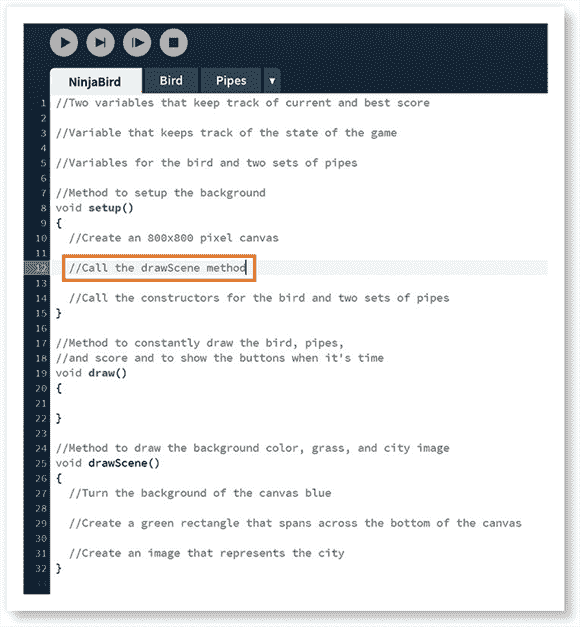 NinjaBird Bird Pipes ▼
1 //Two variables that keep track of current and best score
2
3 //Variable that keeps track of the state of the game
4
5 //Variables for the bird and two sets of pipes
6
7 //Method to setup the background
8 void setup()
9 {
10 //Create an 800x800 pixel canvas
11
12 //Call the drawScene method
13
14 //Call the constructors for the bird and two sets of pipes
15 }
16
17 //Method to constantly draw the bird, pipes,
18 //and score and to show the buttons when it's time
19 void draw()
20 {
21
22 }
23
24 //Method to draw the background color, grass, and city image
25 void drawScene()
26 {
27 //Turn the background of the canvas blue
28
29 //Create a green rectangle that spans across the bottom of the canvas
30
31 //Create an image that represents the city
32 }